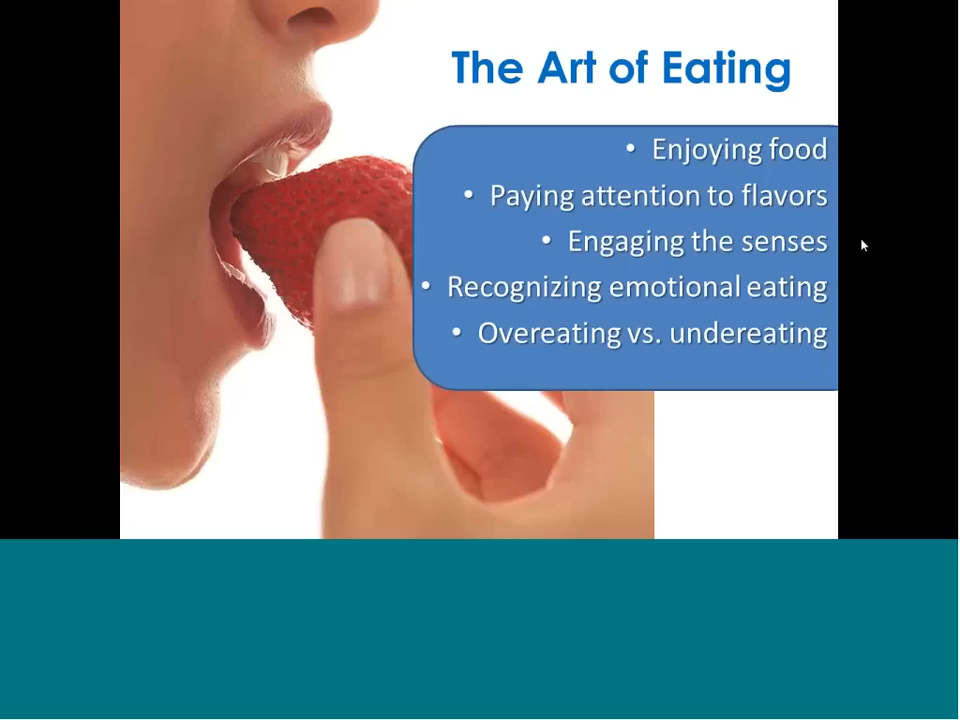 The Art of Eating
• Enjoying food
• Paying attention to flavors
• Engaging the senses
• Recognizing emotional eating
• Overeating vs. undereating